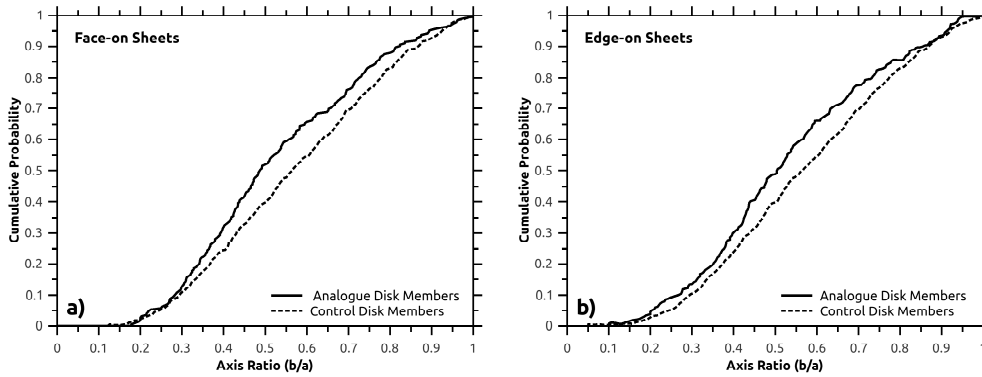 Face-on Sheets
1
0.9
0.8
0.7
0.6
0.5
0.4
0.3
0.2
0.1
0
Cumulative Probability
a)
Analogue Disk Members
Control Disk Members
0 0.1 0.2 0.3 0.4 0.5 0.6 0.7 0.8 0.9 1
Axis Ratio (b/a)
Edge-on Sheets
1
0.9
0.8
0.7
0.6
0.5
0.4
0.3
0.2
0.1
0
Cumulative Probability
b)
Analogue Disk Members
Control Disk Members
0 0.1 0.2 0.3 0.4 0.5 0.6 0.7 0.8 0.9 1
Axis Ratio (b/a)